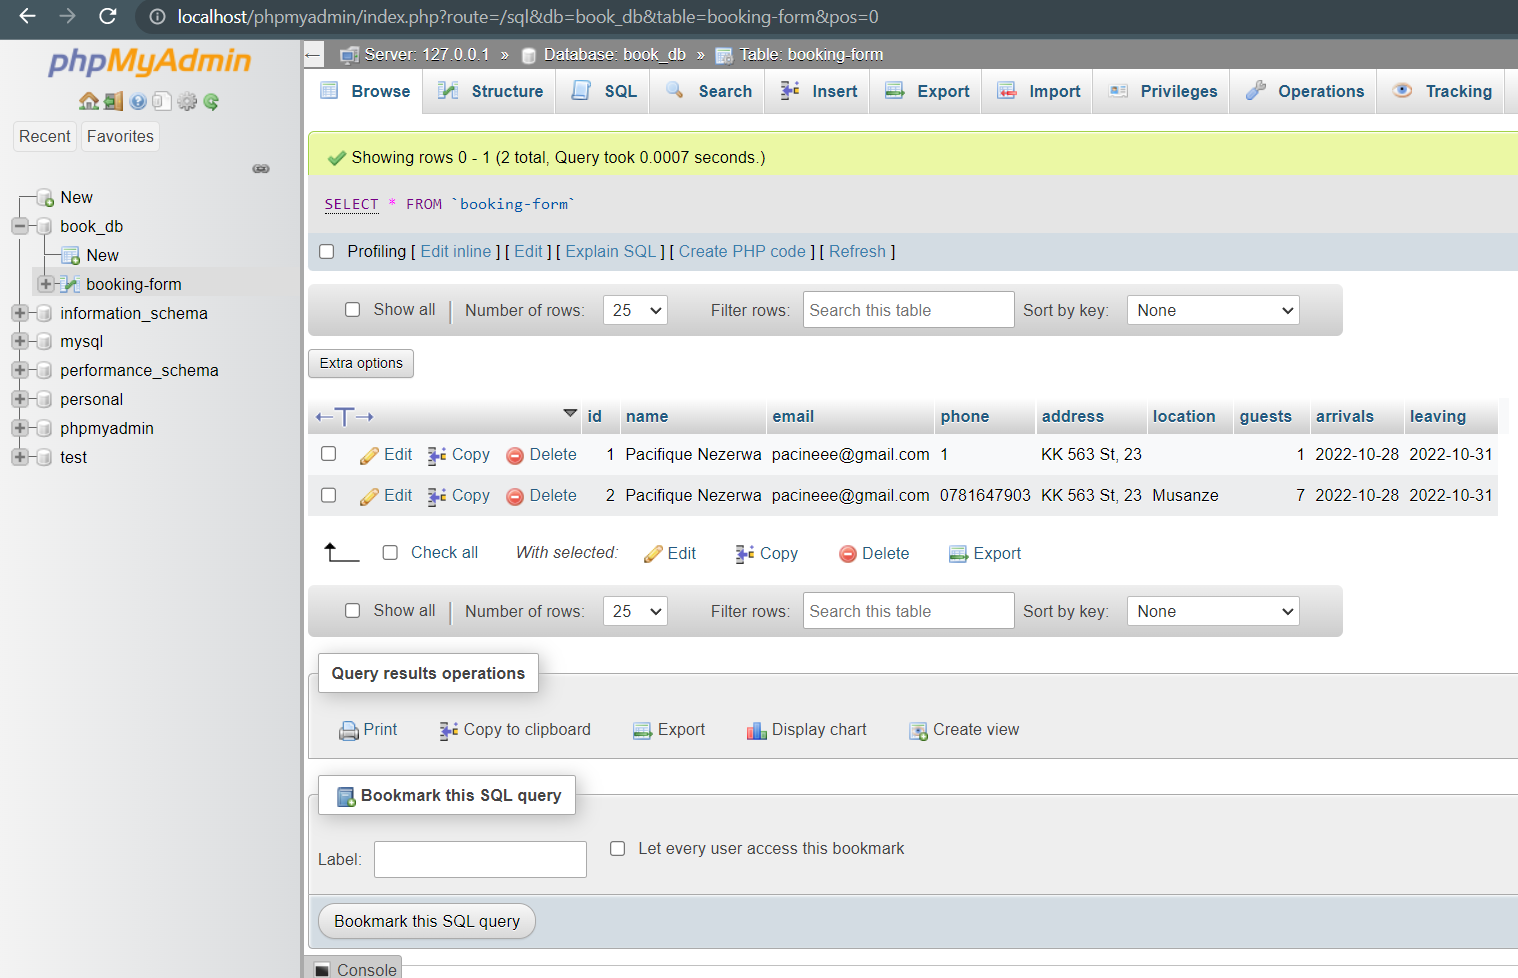 localhost/phpmyadmin/index.php?route=/sql&db=book_db&table=booking-form&pos=0
phpMyAdmin
Recent Favorites
New
book_db
New
booking-form
information_schema
mysql
performance_schema
personal
phpmyadmin
test
Server: 127.0.0.1 » Database: book_db » Table: booking-form
Browse Structure SQL Search Insert Export Import Privileges Operations Tracking
Showing rows 0 - 1 (2 total, Query took 0.0007 seconds.)
SELECT * FROM `booking-form`
Profiling [ Edit inline ] [ Edit ] [ Explain SQL ] [ Create PHP code ] [ Refresh ]
Show all Number of rows: 25 Filter rows: Search this table Sort by key: None
Extra options
id name email phone address location guests arrivals leaving
Edit Copy Delete 1 Pacifique Nezerwa pacineee@gmail.com 1 KK 563 St, 23 1 2022-10-28 2022-10-31
Edit Copy Delete 2 Pacifique Nezerwa pacineee@gmail.com 0781647903 KK 563 St, 23 Musanze 7 2022-10-28 2022-10-31
Check all With selected: Edit Copy Delete Export
Show all Number of rows: 25 Filter rows: Search this table Sort by key: None
Query results operations
Print Copy to clipboard Export Display chart Create view
Bookmark this SQL query
Label: Let every user access this bookmark
Bookmark this SQL query
Console